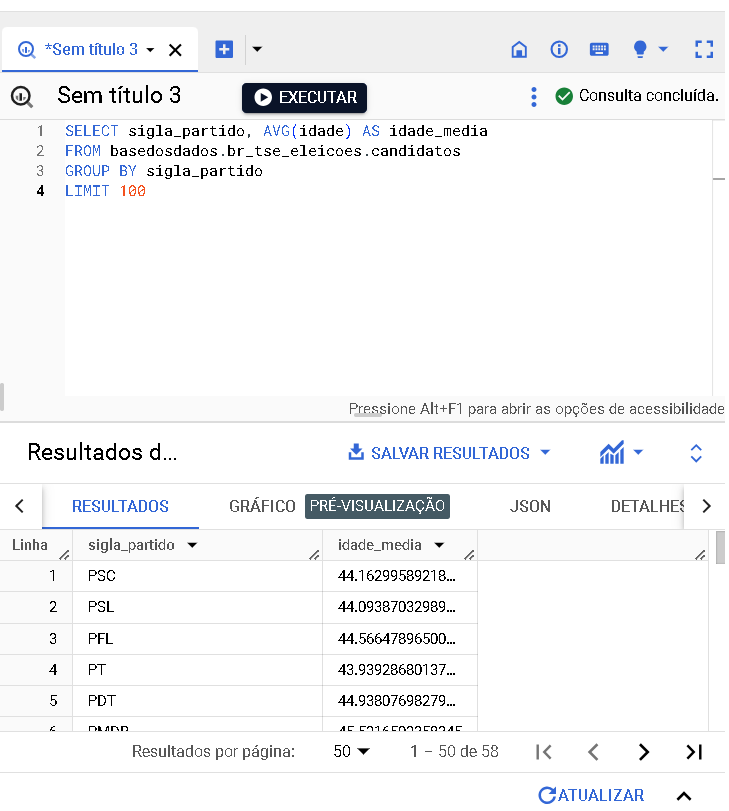 *Sem título 3
Sem título 3
EXECUTAR
Consulta concluída.
1 SELECT sigla_partido, AVG(idade) AS idade_media
2 FROM basedosdados.br_tse_eleicoes.candidatos
3 GROUP BY sigla_partido
4 LIMIT 100
Pressione Alt+F1 para abrir as opções de acessibilidade
Resultados d...
SALVAR RESULTADOS
RESULTADOS GRÁFICO PRÉ-VISUALIZAÇÃO JSON DETALHES
Linha sigla_partido idade_media
1 PSC 44.16299589218...
2 PSL 44.09387032989...
3 PFL 44.56647896500...
4 PT 43.93928680137...
5 PDT 44.93807698279...
6 PMDB
Resultados por página: 50 1 – 50 de 58
ATUALIZAR